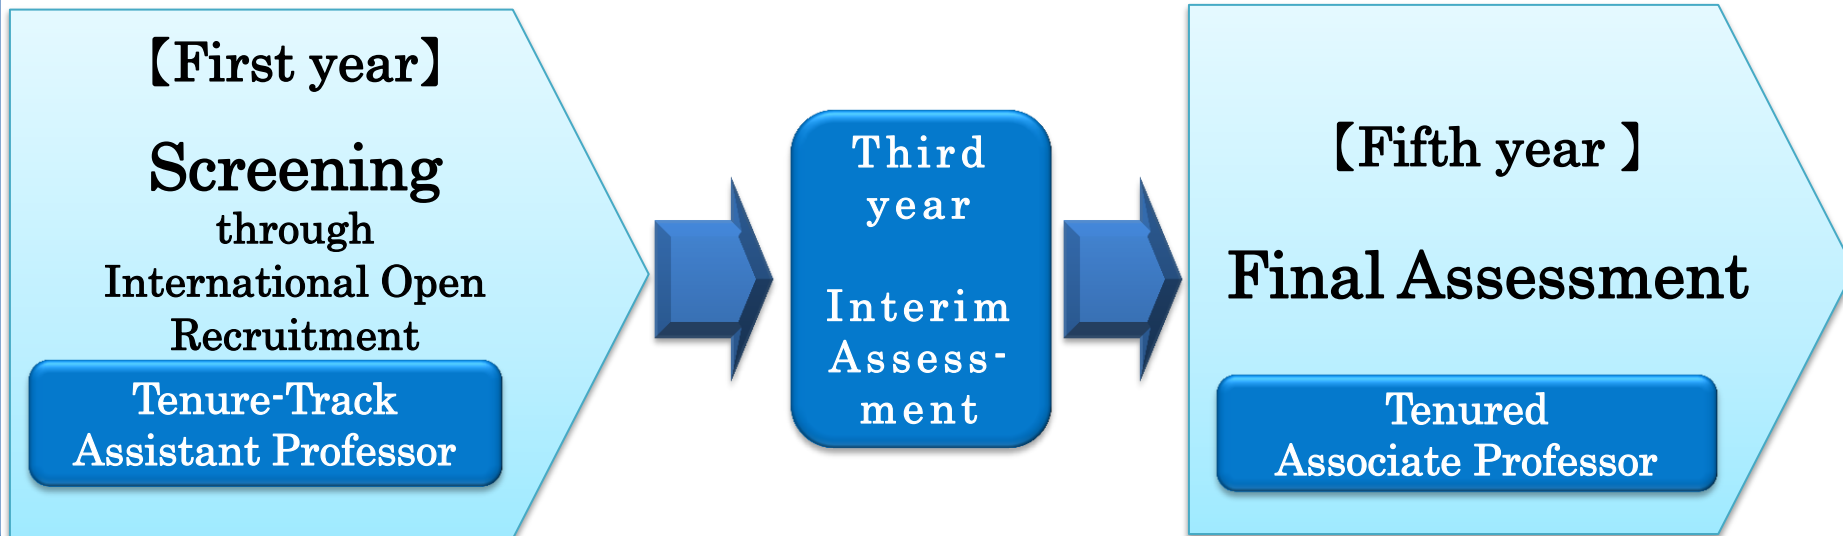 【First year】
Screening
through
International Open
Recruitment
Tenure-Track
Assistant Professor
Third
year
Interim
Assess-
ment
【Fifth year 】
Final Assessment
Tenured
Associate Professor